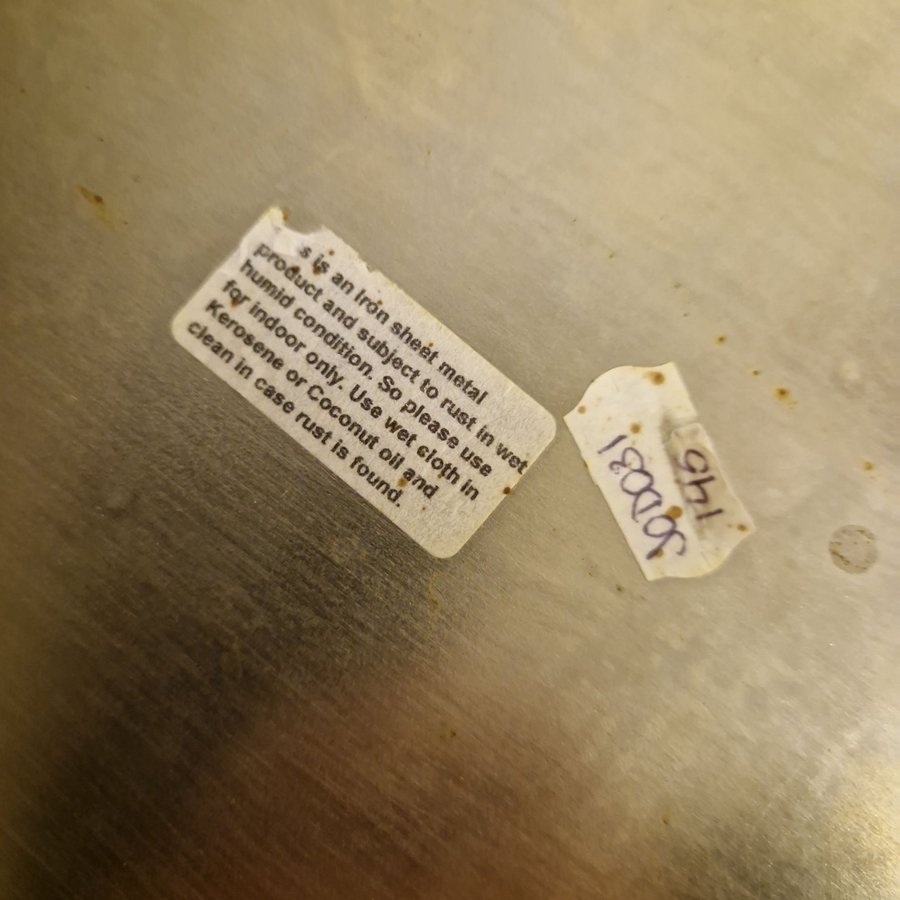 s is an Iron sheet metal
product and subject to rust in wet
humid condition. So please use
for indoor only. Use wet cloth in
Kerosene or Coconut oil and
clean in case rust is found.
145